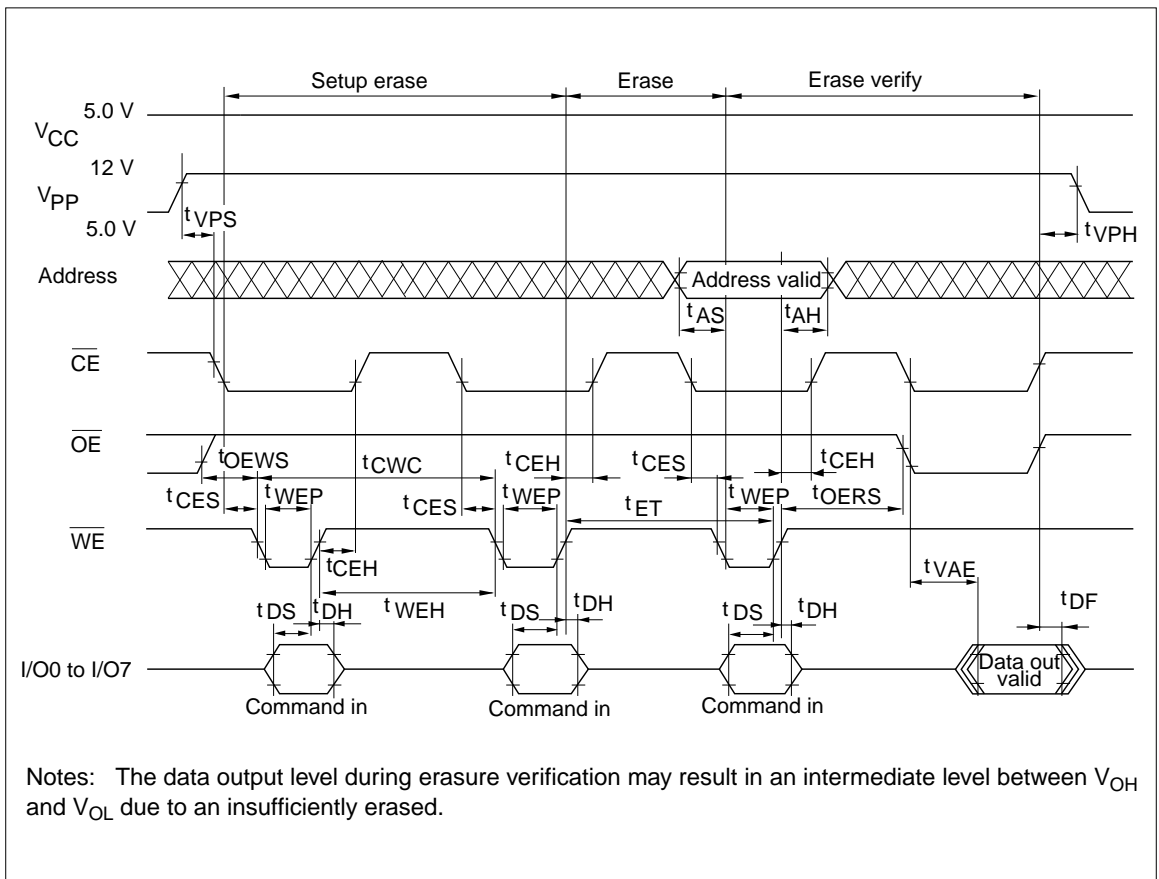 Setup erase Erase Erase verify
5.0 V
VCC
12 V
VPP
5.0 V
tVPS
tVPH
Address
Address valid
tAS tAH
CE
OE
tOEWS tCWC tCEH tCES tCEH
tCES tWEP tCES tWEP tET tWEP tOERS
WE
tCEH
tWEH
tVAE
tDS tDH tDS tDH tDS tDH tDF
I/O0 to I/O7
Data out
valid
Command in Command in Command in
Notes: The data output level during erasure verification may result in an intermediate level between VOH
and VOL due to an insufficiently erased.